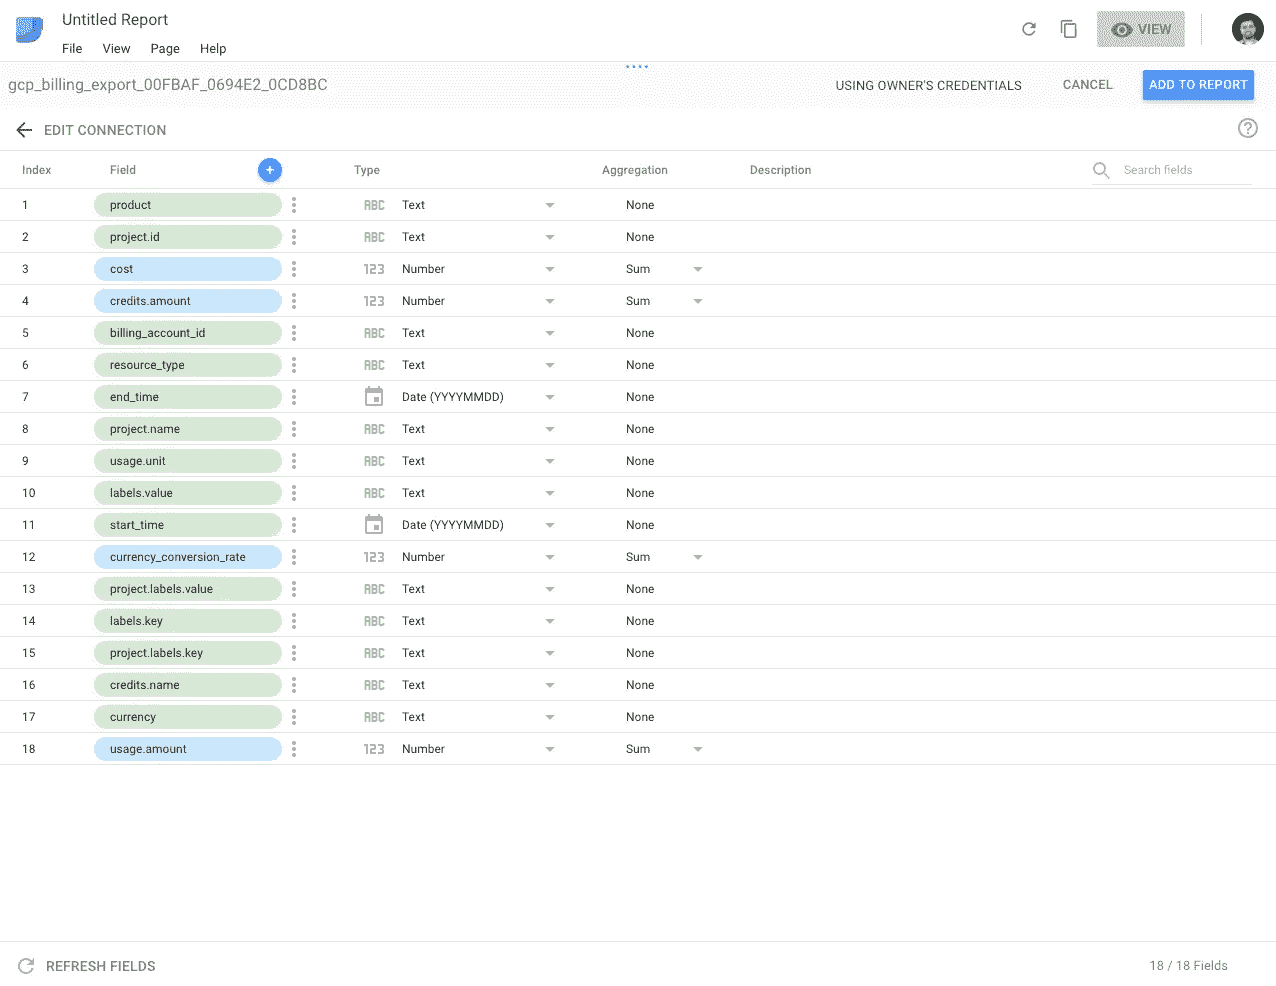 Untitled Report
File View Page Help
VIEW
gcp_billing_export_00FBAF_0694E2_0CD8BC
USING OWNER'S CREDENTIALS CANCEL ADD TO REPORT
EDIT CONNECTION
Index Field + Type Aggregation Description Search fields
1 product ABC Text None
2 project.id ABC Text None
3 cost 123 Number Sum
4 credits.amount 123 Number Sum
5 billing_account_id ABC Text None
6 resource_type ABC Text None
7 end_time Date (YYYYMMDD) None
8 project.name ABC Text None
9 usage.unit ABC Text None
10 labels.value ABC Text None
11 start_time Date (YYYYMMDD) None
12 currency_conversion_rate 123 Number Sum
13 project.labels.value ABC Text None
14 labels.key ABC Text None
15 project.labels.key ABC Text None
16 credits.name ABC Text None
17 currency ABC Text None
18 usage.amount 123 Number Sum
REFRESH FIELDS 18 / 18 Fields